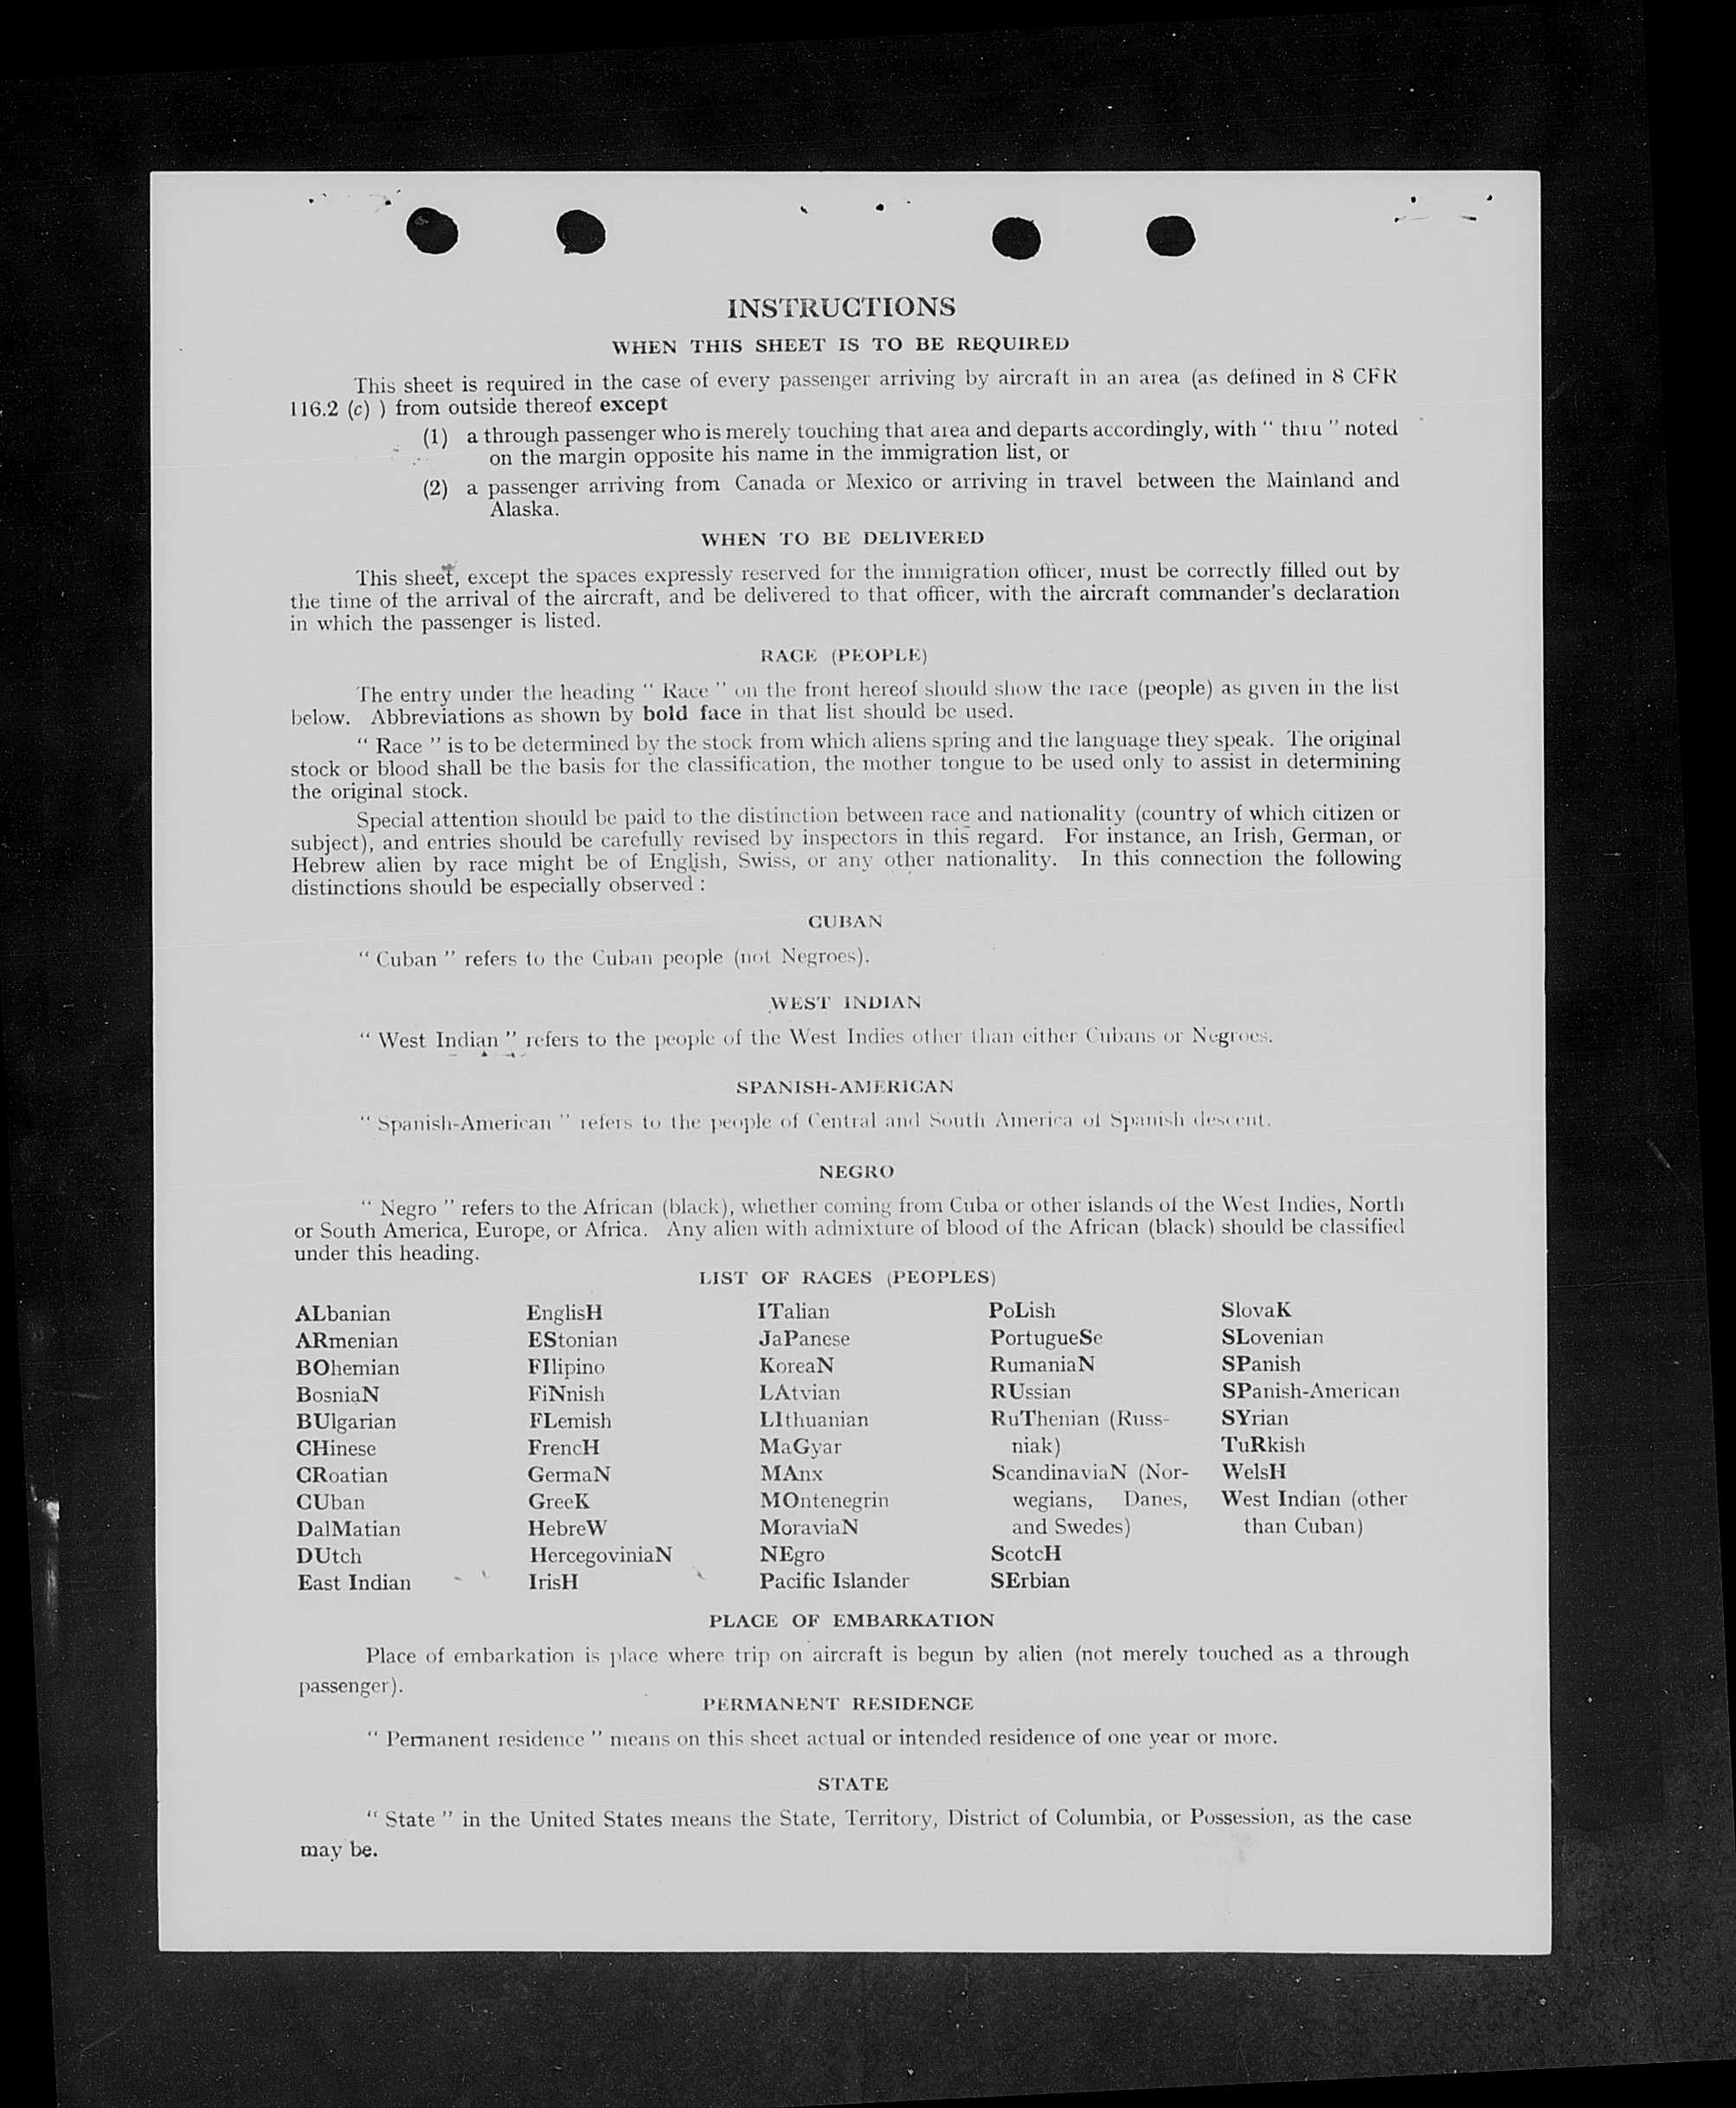 INSTRUCTIONS
WHEN THIS SHEET IS TO BE REQUIRED
This sheet is required in the case of every passenger arriving by aircraft in an area (as defined in 8 CFR
116.2 (c) ) from outside thereof except
(1) a through passenger who is merely touching that area and departs accordingly, with “ thru ” noted
on the margin opposite his name in the immigration list, or
(2) a passenger arriving from Canada or Mexico or arriving in travel between the Mainland and
Alaska.
WHEN TO BE DELIVERED
This sheet, except the spaces expressly reserved for the immigration officer, must be correctly filled out by
the time of the arrival of the aircraft, and be delivered to that officer, with the aircraft commander's declaration
in which the passenger is listed.
RACE (PEOPLE)
The entry under the heading “ Race ” on the front hereof should show the race (people) as given in the list
below. Abbreviations as shown by bold face in that list should be used.
“ Race ” is to be determined by the stock from which aliens spring and the language they speak. The original
stock or blood shall be the basis for the classification, the mother tongue to be used only to assist in determining
the original stock.
Special attention should be paid to the distinction between race and nationality (country of which citizen or
subject), and entries should be carefully revised by inspectors in this regard. For instance, an Irish, German, or
Hebrew alien by race might be of English, Swiss, or any other nationality. In this connection the following
distinctions should be especially observed :
CUBAN
“ Cuban ” refers to the Cuban people (not Negroes).
WEST INDIAN
“ West Indian ” refers to the people of the West Indies other than either Cubans or Negroes.
SPANISH-AMERICAN
“ Spanish-American ” refers to the people of Central and South America of Spanish descent.
NEGRO
“ Negro ” refers to the African (black), whether coming from Cuba or other islands of the West Indies, North
or South America, Europe, or Africa. Any alien with admixture of blood of the African (black) should be classified
under this heading.
LIST OF RACES (PEOPLES)
ALbanian
ARmenian
BOhemian
BosniaN
BUlgarian
CHinese
CRoatian
CUban
DalMatian
DUtch
East Indian
EnglisH
EStonian
FIlipino
FiNnish
FLemish
FrencH
GermaN
GreeK
HebreW
HercegoviniaN
IrisH
ITalian
JaPanese
KoreaN
LAtvian
LIthuanian
MaGyar
MAnx
MOntenegrin
MoraviaN
NEgro
Pacific Islander
PoLish
PortugueSe
RumaniaN
RUssian
RuThenian (Russ-
niak)
ScandinaviaN (Nor-
wegians, Danes,
and Swedes)
ScotcH
SErbian
SlovaK
SLovenian
SPanish
SPanish-American
SYrian
TuRkish
WelsH
West Indian (other
than Cuban)
PLACE OF EMBARKATION
Place of embarkation is place where trip on aircraft is begun by alien (not merely touched as a through
passenger).
PERMANENT RESIDENCE
“ Permanent residence ” means on this sheet actual or intended residence of one year or more.
STATE
“ State ” in the United States means the State, Territory, District of Columbia, or Possession, as the case
may be.